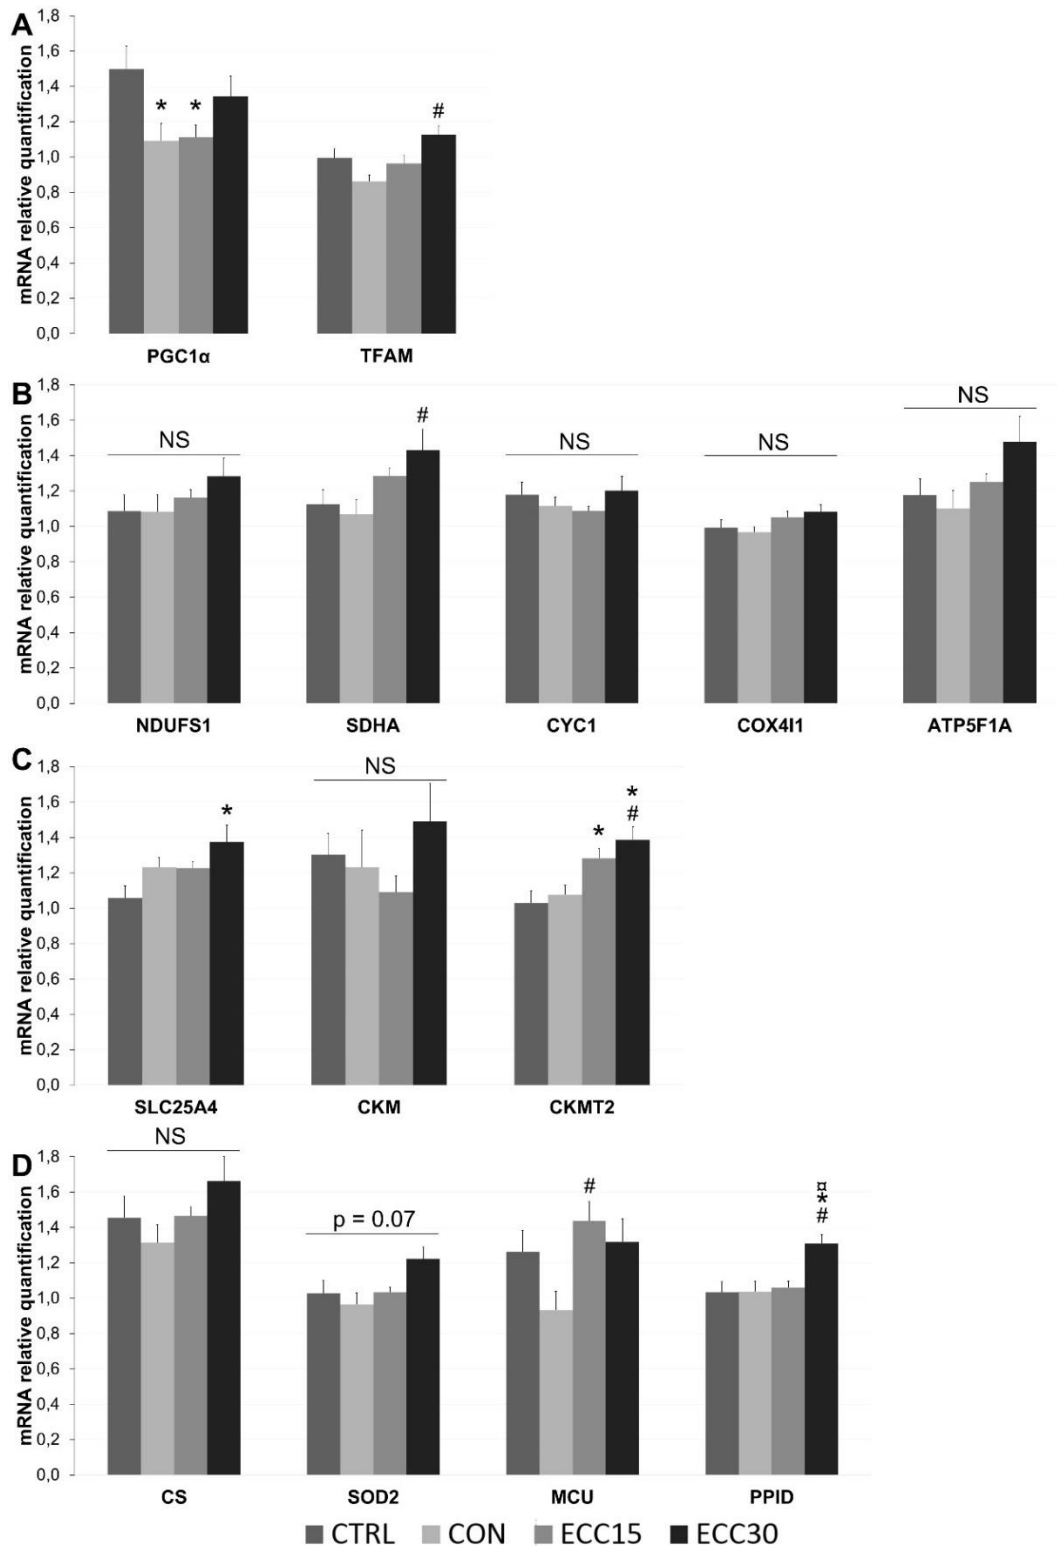 A
mRNA relative quantification
1,8
1,6
1,4
1,2
1,0
0,8
0,6
0,4
0,2
0,0
* * #
PGC1α TFAM
B
mRNA relative quantification
1,8
1,6
1,4
1,2
1,0
0,8
0,6
0,4
0,2
0,0
NS # NS NS NS
NDUFS1 SDHA CYC1 COX4I1 ATP5F1A
C
mRNA relative quantification
1,8
1,6
1,4
1,2
1,0
0,8
0,6
0,4
0,2
0,0
* NS * * #
SLC25A4 CKM CKMT2
D
mRNA relative quantification
1,8
1,6
1,4
1,2
1,0
0,8
0,6
0,4
0,2
0,0
NS p = 0.07 # ¤ * #
CS SOD2 MCU PPID
CTRL CON ECC15 ECC30